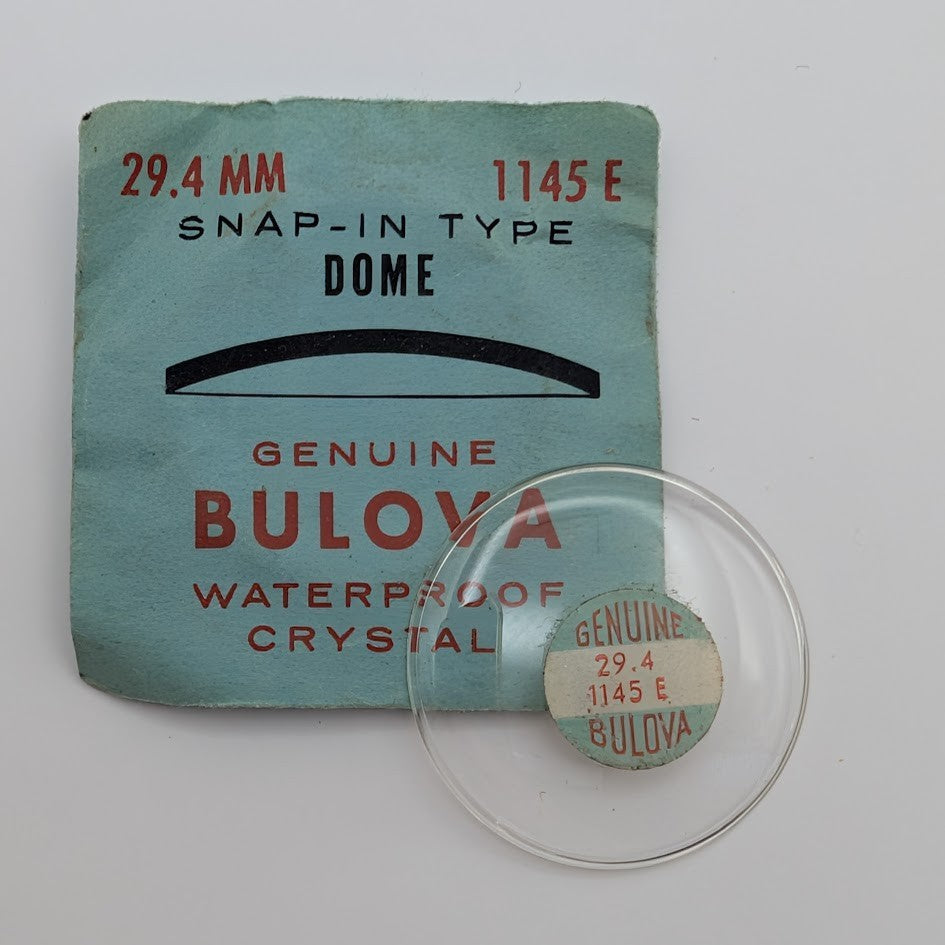 29.4 MM 1145 E
SNAP-IN TYPE
DOME
GENUINE
BULOVA
WATERPROOF
CRYSTAL
GENUINE
29.4
1145 E
BULOVA